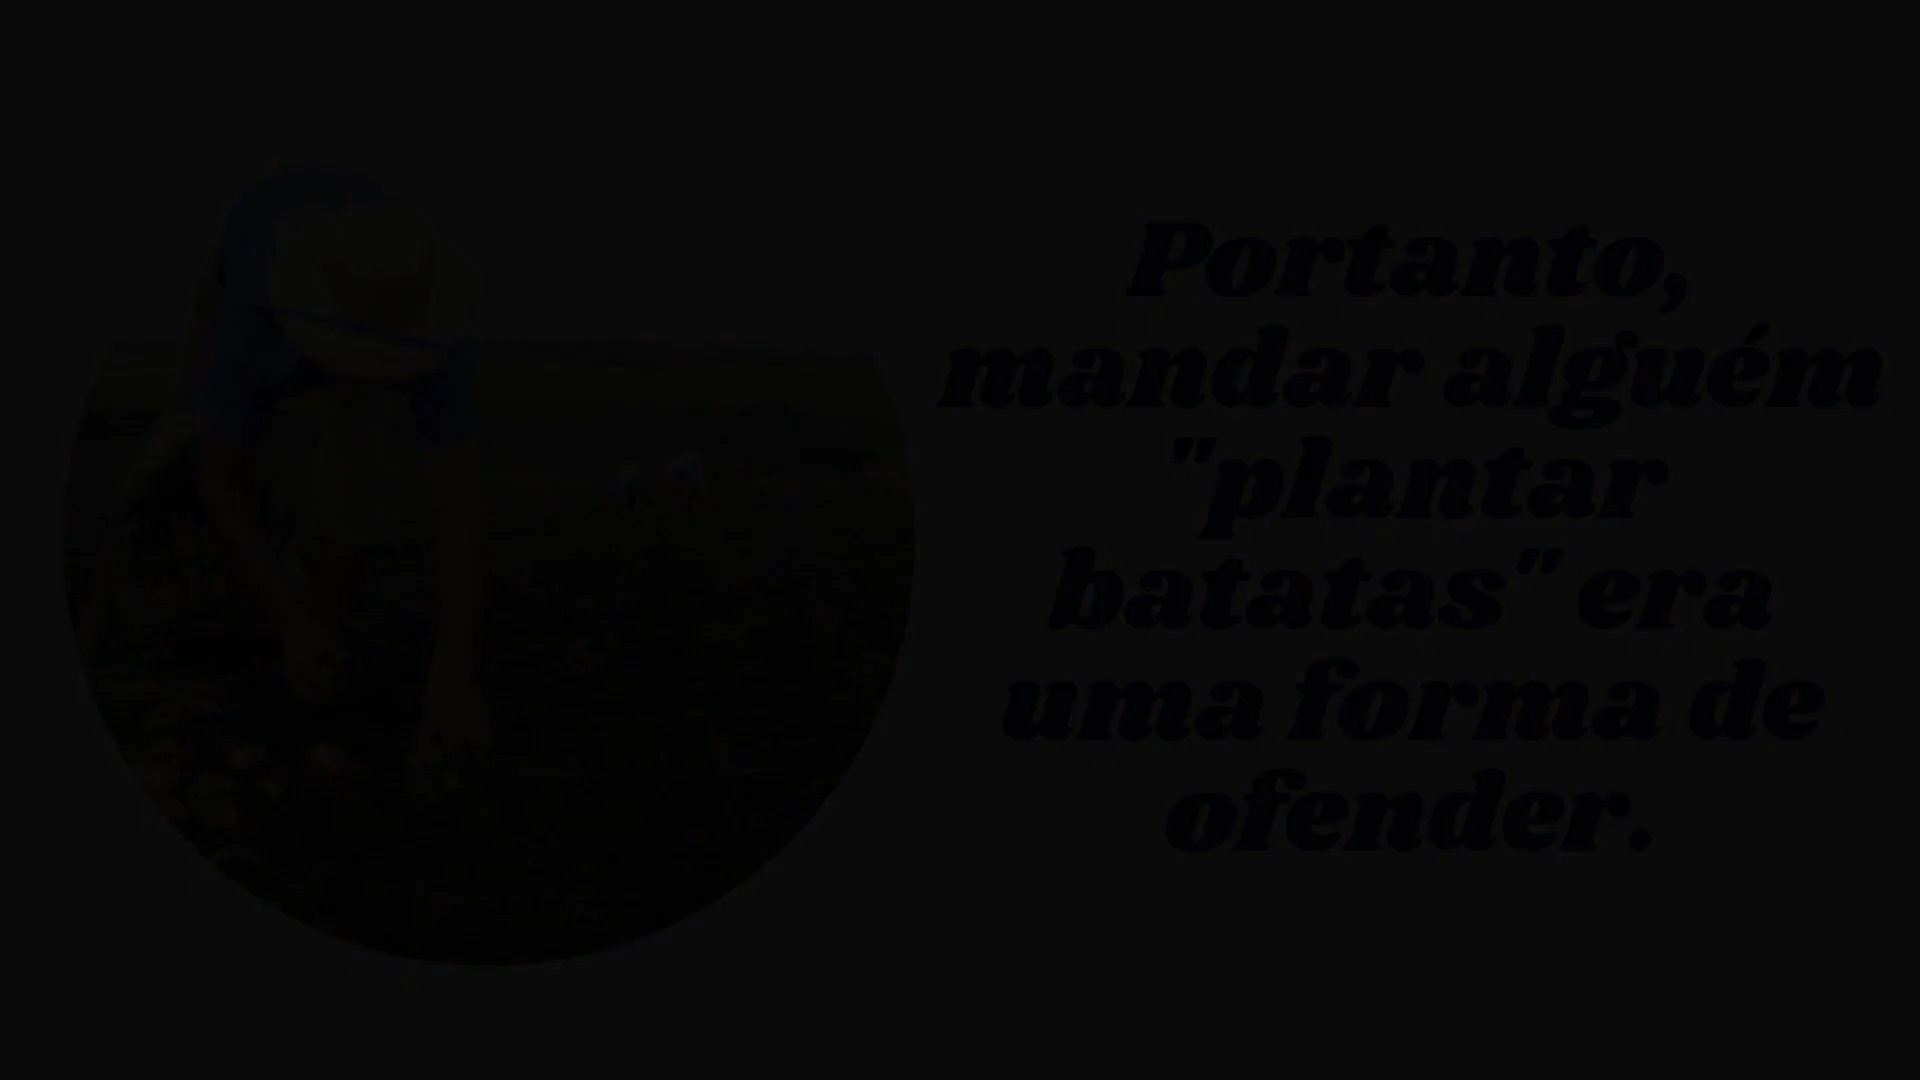 Portanto,
mandar alguém
"plantar
batatas" era
uma forma de
ofender.